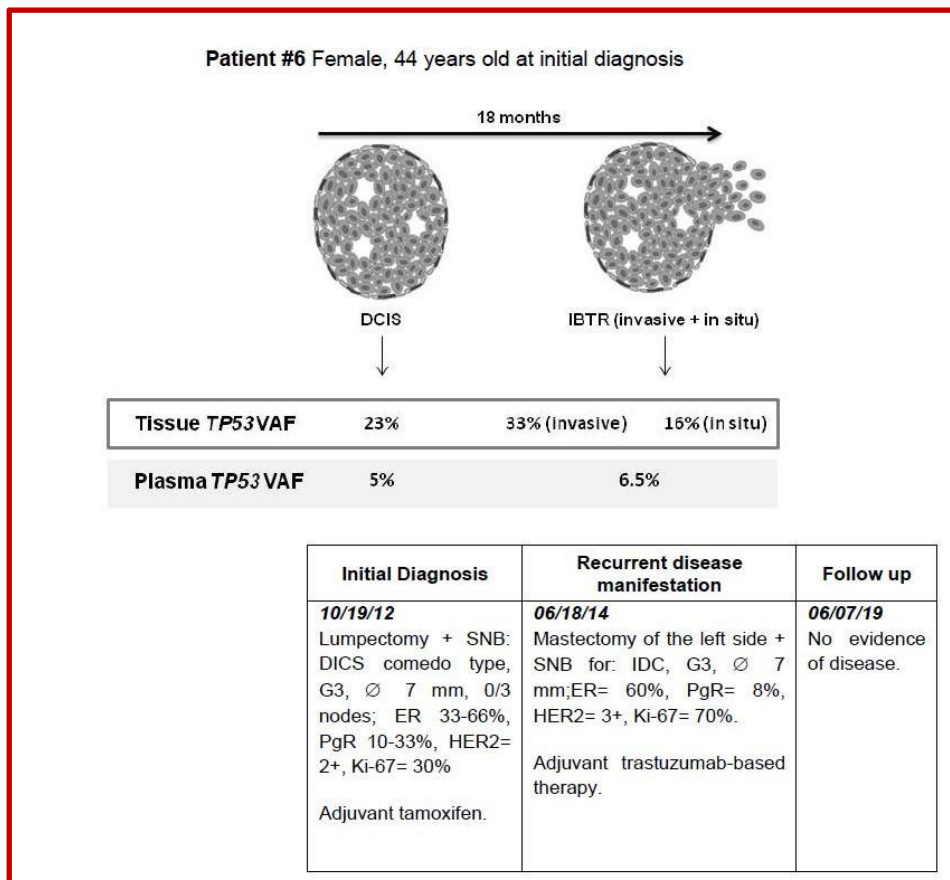 Patient #6 Female, 44 years old at initial diagnosis
18 months
DCIS
IBTR (invasive + in situ)
Tissue TP53 VAF 23% 33% (invasive) 16% (in situ)
Plasma TP53 VAF 5% 6.5%
Initial Diagnosis
Recurrent disease
manifestation
Follow up
10/19/12
Lumpectomy + SNB:
DICS comedo type,
G3, ∅ 7 mm, 0/3
nodes; ER 33-66%,
PgR 10-33%, HER2=
2+, Ki-67= 30%
Adjuvant tamoxifen.
06/18/14
Mastectomy of the left side +
SNB for: IDC, G3, ∅ 7
mm;ER= 60%, PgR= 8%,
HER2= 3+, Ki-67= 70%.
Adjuvant trastuzumab-based
therapy.
06/07/19
No evidence
of disease.